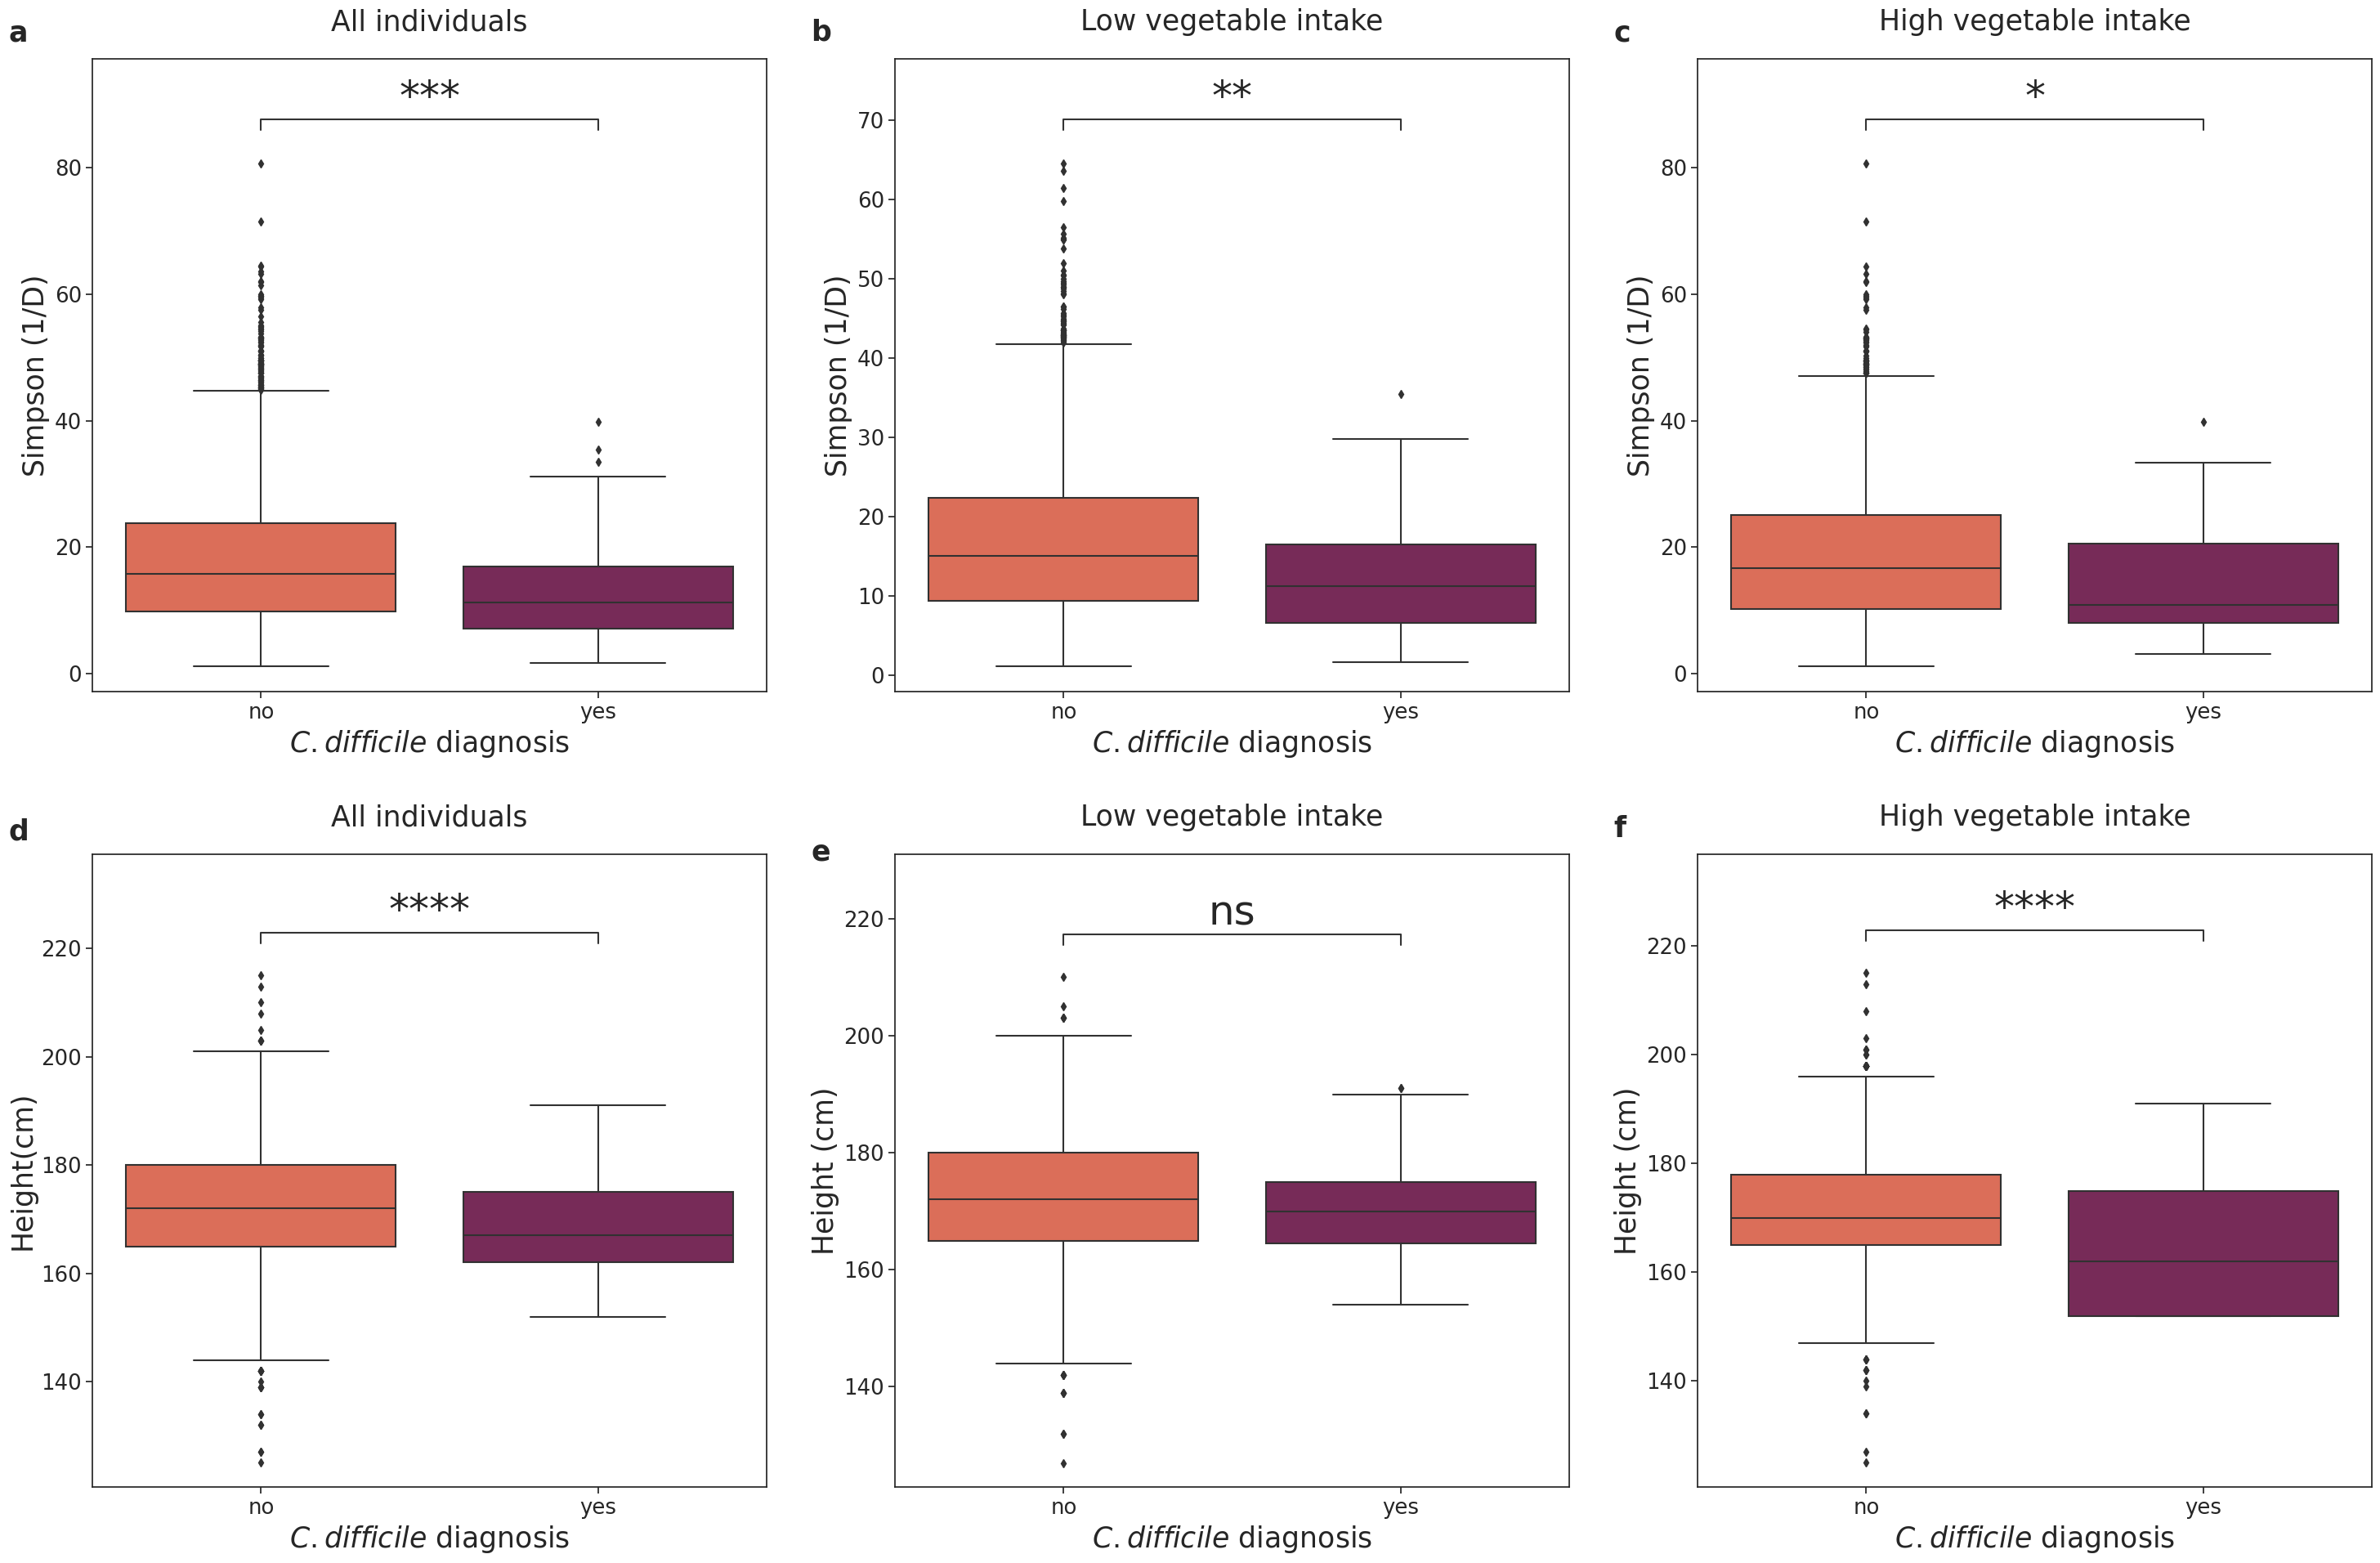 a
All individuals
***
Simpson (1/D)
80
60
40
20
0
no
yes
C. difficile diagnosis
b
Low vegetable intake
**
Simpson (1/D)
70
60
50
40
30
20
10
0
no
yes
C. difficile diagnosis
c
High vegetable intake
*
Simpson (1/D)
80
60
40
20
0
no
yes
C. difficile diagnosis
d
All individuals
****
Height(cm)
220
200
180
160
140
no
yes
C. difficile diagnosis
e
Low vegetable intake
ns
Height (cm)
220
200
180
160
140
no
yes
C. difficile diagnosis
f
High vegetable intake
****
Height (cm)
220
200
180
160
140
no
yes
C. difficile diagnosis